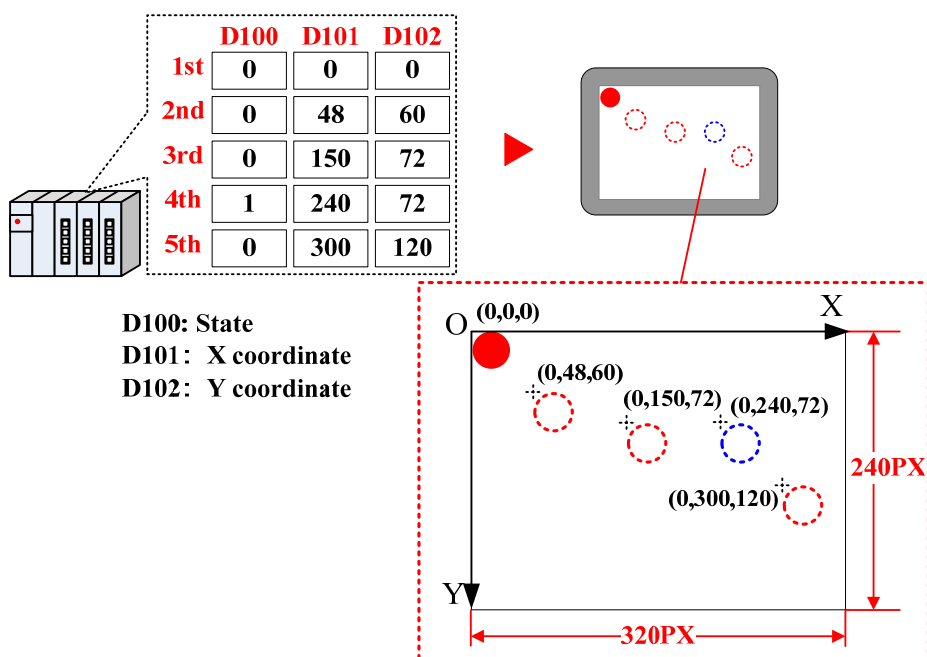 D100 D101 D102
1st 0 0 0
2nd 0 48 60
3rd 0 150 72
4th 1 240 72
5th 0 300 120
D100: State
D101: X coordinate
D102: Y coordinate
O (0,0,0) X
(0,48,60)
(0,150,72) (0,240,72)
240PX
(0,300,120)
Y
320PX